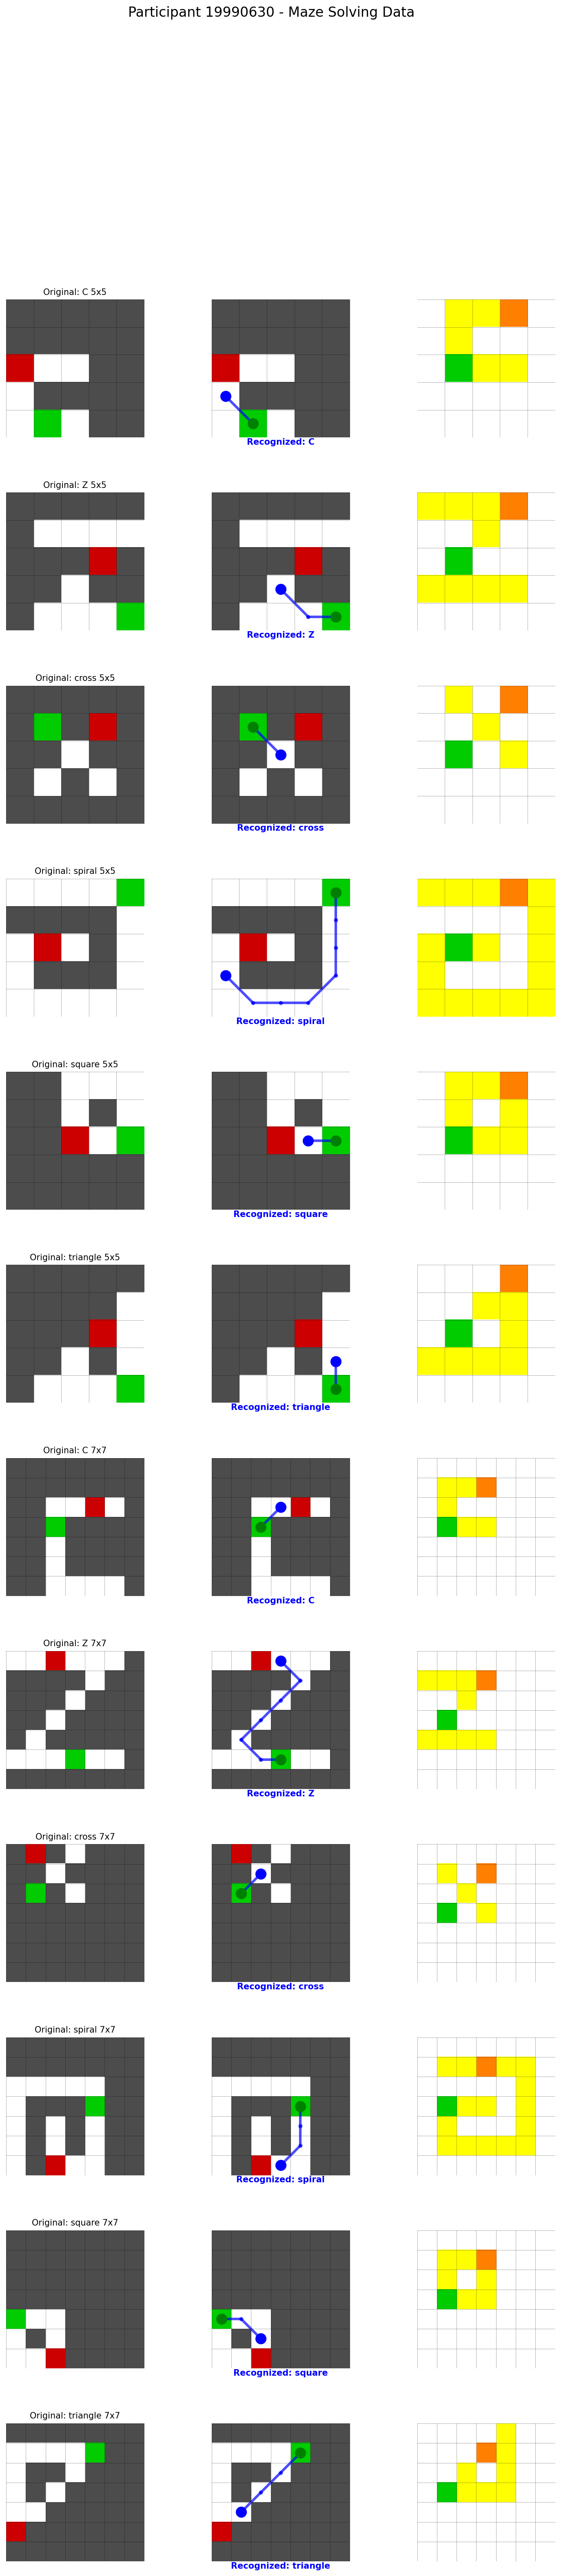 Participant 19990630 - Maze Solving Data
Original: C 5x5
Recognized: C
Original: Z 5x5
Recognized: Z
Original: cross 5x5
Recognized: cross
Original: spiral 5x5
Recognized: spiral
Original: square 5x5
Recognized: square
Original: triangle 5x5
Recognized: triangle
Original: C 7x7
Recognized: C
Original: Z 7x7
Recognized: Z
Original: cross 7x7
Recognized: cross
Original: spiral 7x7
Recognized: spiral
Original: square 7x7
Recognized: square
Original: triangle 7x7
Recognized: triangle